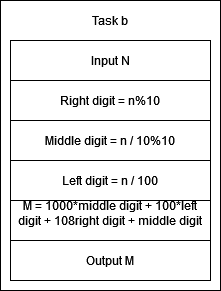 Task b
Input N
Right digit = n%10
Middle digit = n / 10%10
Left digit = n / 100
M = 1000*middle digit + 100*left
digit + 108right digit + middle digit
Output M